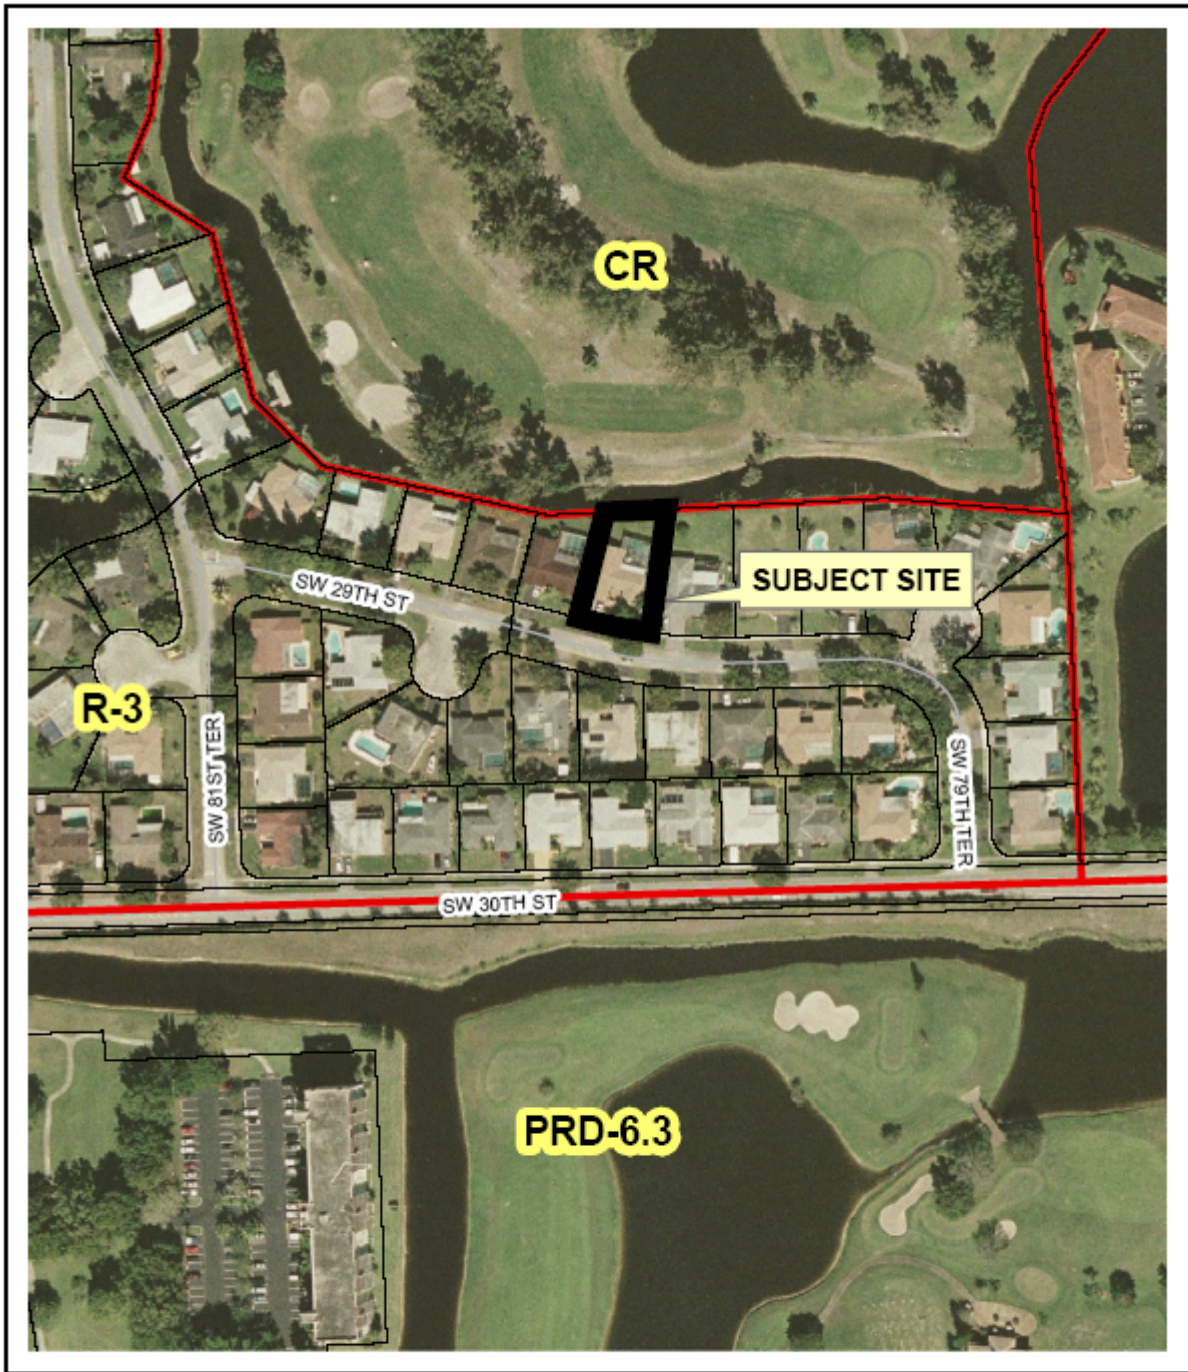 CR
SUBJECT SITE
SW 29TH ST
R-3
SW 81ST TER
SW 79TH TER
SW 30TH ST
PRD-6.3